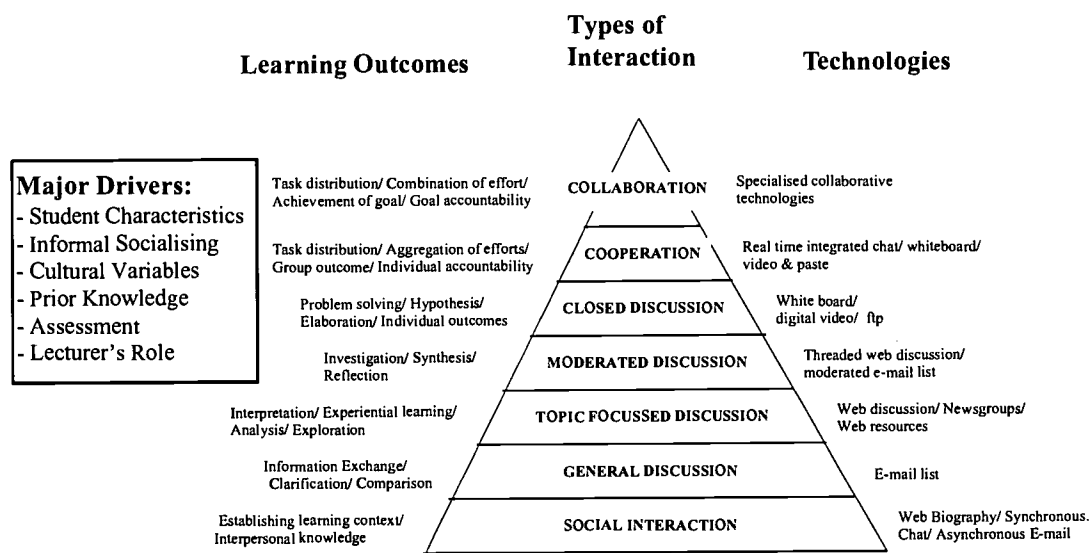 Types of
Interaction
Learning Outcomes
Technologies
Major Drivers:
- Student Characteristics
- Informal Socialising
- Cultural Variables
- Prior Knowledge
- Assessment
- Lecturer's Role
Task distribution/ Combination of effort/
Achievement of goal/ Goal accountability
COLLABORATION
Specialised collaborative
technologies
Task distribution/ Aggregation of efforts/
Group outcome/ Individual accountability
COOPERATION
Real time integrated chat/ whiteboard/
video & paste
Problem solving/ Hypothesis/
Elaboration/ Individual outcomes
CLOSED DISCUSSION
White board/
digital video/ ftp
Investigation/ Synthesis/
Reflection
MODERATED DISCUSSION
Threaded web discussion/
moderated e-mail list
Interpretation/ Experiential learning/
Analysis/ Exploration
TOPIC FOCUSSED DISCUSSION
Web discussion/ Newsgroups/
Web resources
Information Exchange/
Clarification/ Comparison
GENERAL DISCUSSION
E-mail list
Establishing learning context/
Interpersonal knowledge
SOCIAL INTERACTION
Web Biography/ Synchronous.
Chat/ Asynchronous E-mail